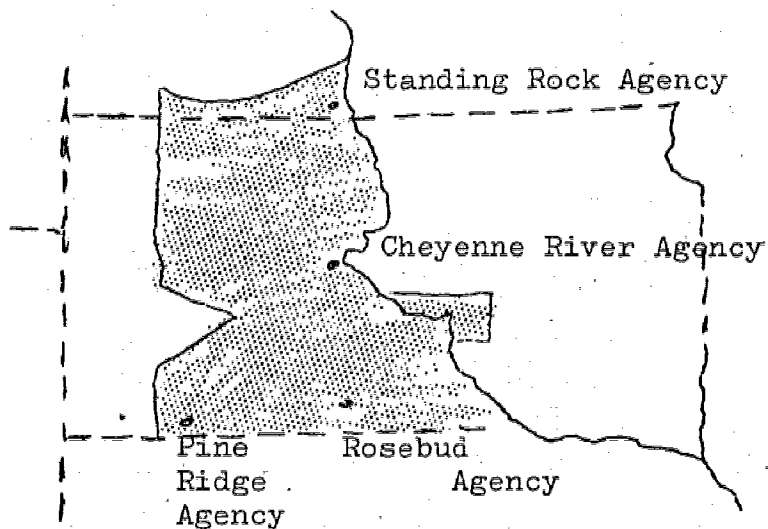 Standing Rock Agency
Cheyenne River Agency
Pine
Ridge
Agency
Rosebud
Agency